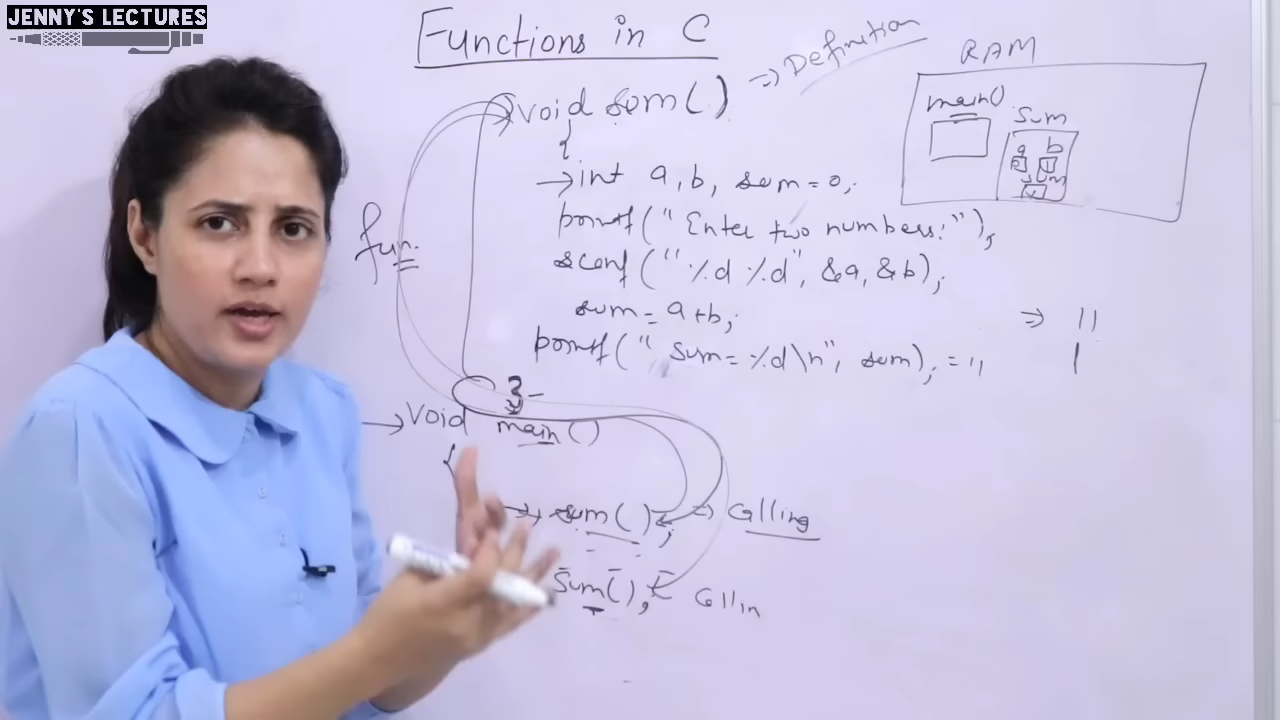 JENNY'S LECTURES
Functions in C
void sum() => Definition
{
→ int a, b, sum=0;
printf("Enter two numbers:");
scanf("%d %d", &a, &b);
sum=a+b;
printf("Sum=%d\n", sum); = 11
=> 11
fun.
→ void main()
{
→ sum(); => Calling
sum(); Callin
RAM
main()
Sum
a b